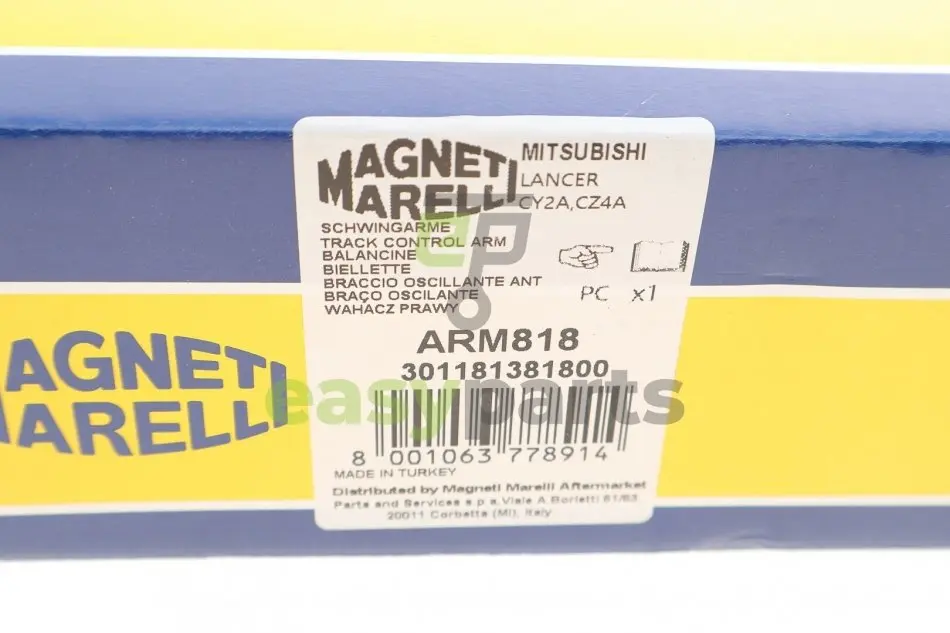 MAGNETI
MARELLI
MITSUBISHI
LANCER
CY2A,CZ4A
SCHWINGARME
TRACK CONTROL ARM
BALANCINE
BIELLETTE
BRACCIO OSCILLANTE ANT
BRAÇO OSCILANTE
WAHACZ PRAWY
PC x1
ARM818
301181381800
easyparts
8 001063 778914
MADE IN TURKEY
Distributed by Magneti Marelli Aftermarket
Parts and Services s.p.a. Viale A Borletti 61/63
20011 Corbetta (MI), Italy
MAGNETI
MARELLI